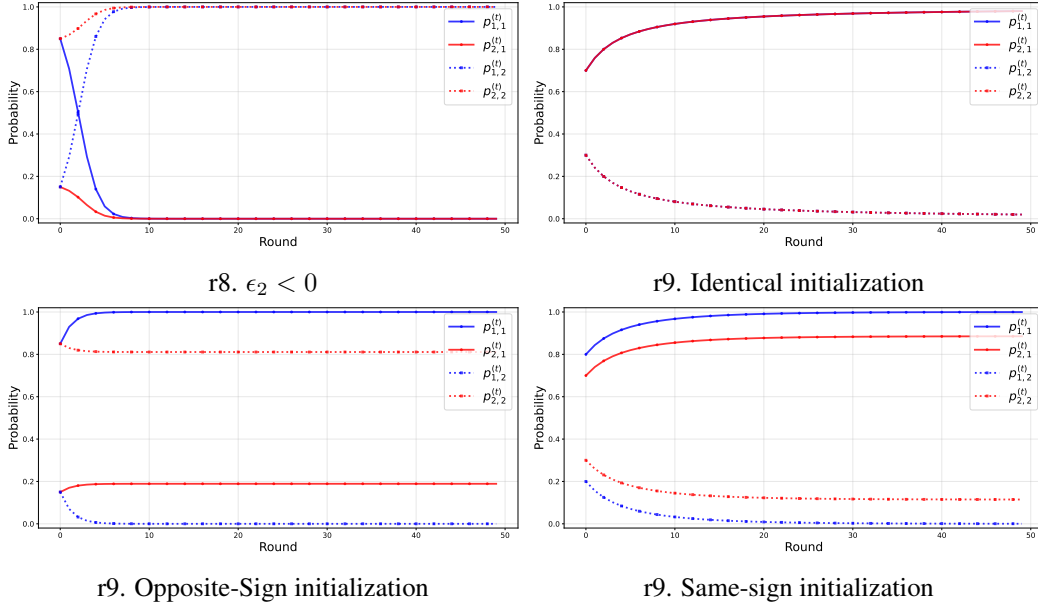 1.0
0.8
0.6
0.4
0.2
0.0
Probability
0
10
20
30
40
50
Round
p_{1,1}^{(t)}
p_{2,1}^{(t)}
p_{1,2}^{(t)}
p_{2,2}^{(t)}
r8. ϵ₂ < 0
1.0
0.8
0.6
0.4
0.2
0.0
Probability
0
10
20
30
40
50
Round
p_{1,1}^{(t)}
p_{2,1}^{(t)}
p_{1,2}^{(t)}
p_{2,2}^{(t)}
r9. Identical initialization
1.0
0.8
0.6
0.4
0.2
0.0
Probability
0
10
20
30
40
50
Round
p_{1,1}^{(t)}
p_{2,1}^{(t)}
p_{1,2}^{(t)}
p_{2,2}^{(t)}
r9. Opposite-Sign initialization
1.0
0.8
0.6
0.4
0.2
0.0
Probability
0
10
20
30
40
50
Round
p_{1,1}^{(t)}
p_{2,1}^{(t)}
p_{1,2}^{(t)}
p_{2,2}^{(t)}
r9. Same-sign initialization